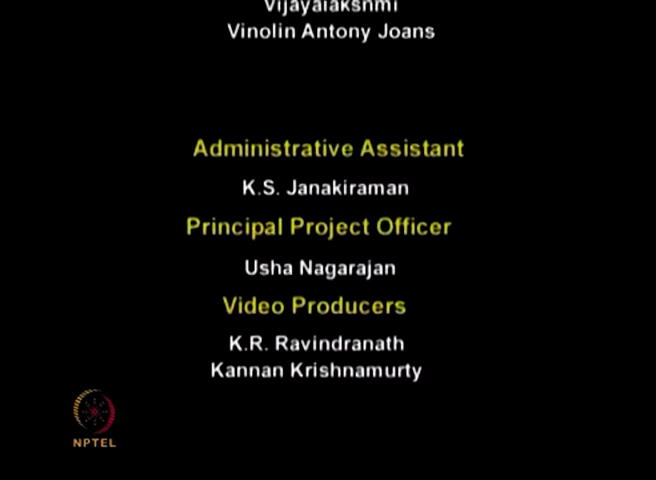 Vijayalakshmi
Vinolin Antony Joans
Administrative Assistant
K.S. Janakiraman
Principal Project Officer
Usha Nagarajan
Video Producers
K.R. Ravindranath
Kannan Krishnamurty
NPTEL